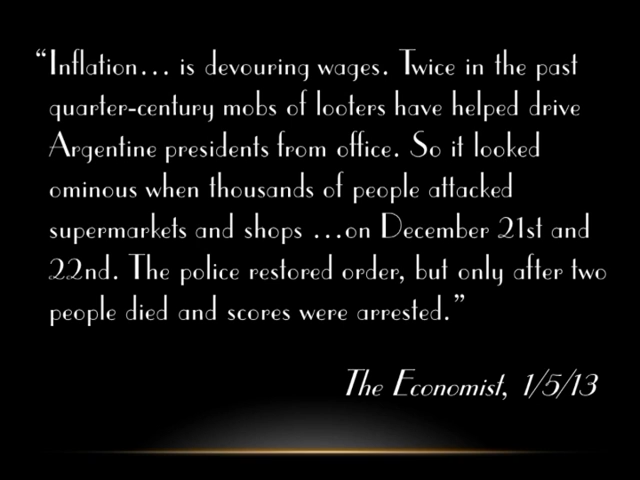 “Inflation... is devouring wages. Twice in the past
quarter-century mobs of looters have helped drive
Argentine presidents from office. So it looked
ominous when thousands of people attacked
supermarkets and shops ...on December 21st and
22nd. The police restored order, but only after two
people died and scores were arrested.”
The Economist, 1/5/13